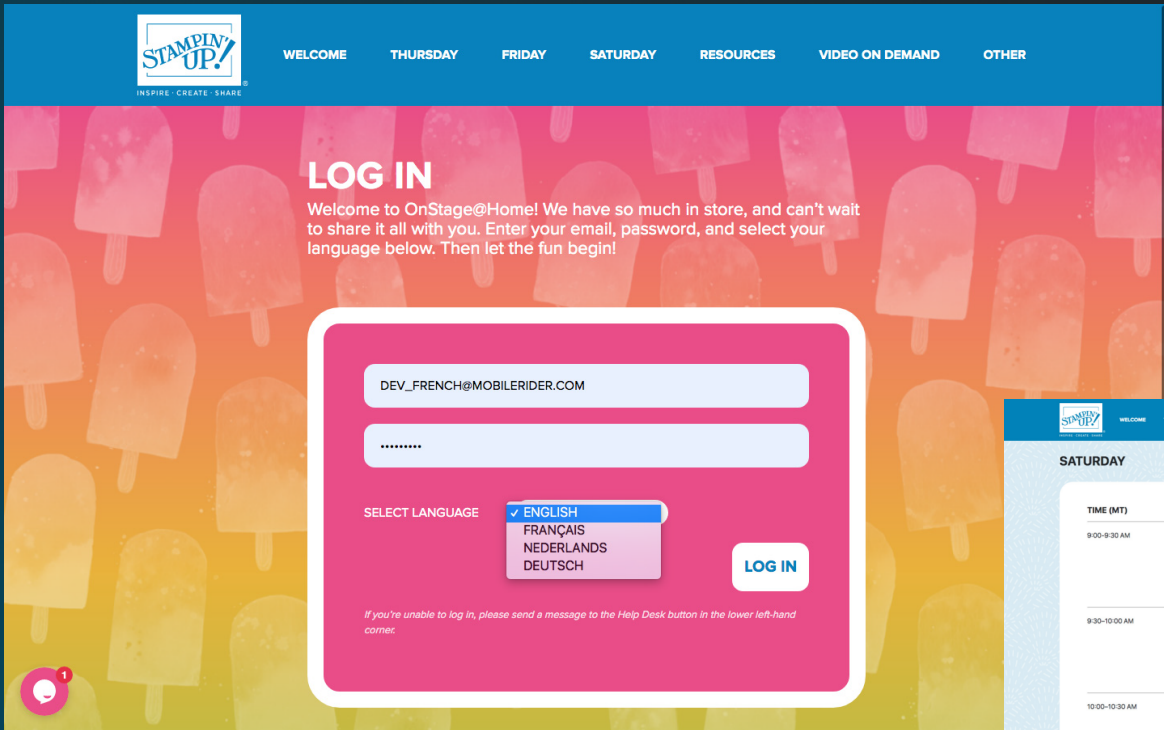 STAMPIN' UP!®
INSPIRE · CREATE · SHARE
WELCOME THURSDAY FRIDAY SATURDAY RESOURCES VIDEO ON DEMAND OTHER
LOG IN
Welcome to OnStage@Home! We have so much in store, and can't wait
to share it all with you. Enter your email, password, and select your
language below. Then let the fun begin!
DEV_FRENCH@MOBILERIDER.COM
•••••••••
SELECT LANGUAGE
✓ ENGLISH
FRANÇAIS
NEDERLANDS
DEUTSCH
LOG IN
If you're unable to log in, please send a message to the Help Desk button in the lower left-hand
corner.
1
STAMPIN' UP!
INSPIRE · CREATE · SHARE
WELCOME
SATURDAY
TIME (MT)
9:00-9:30 AM
9:30–10:00 AM
10:00–10:30 AM